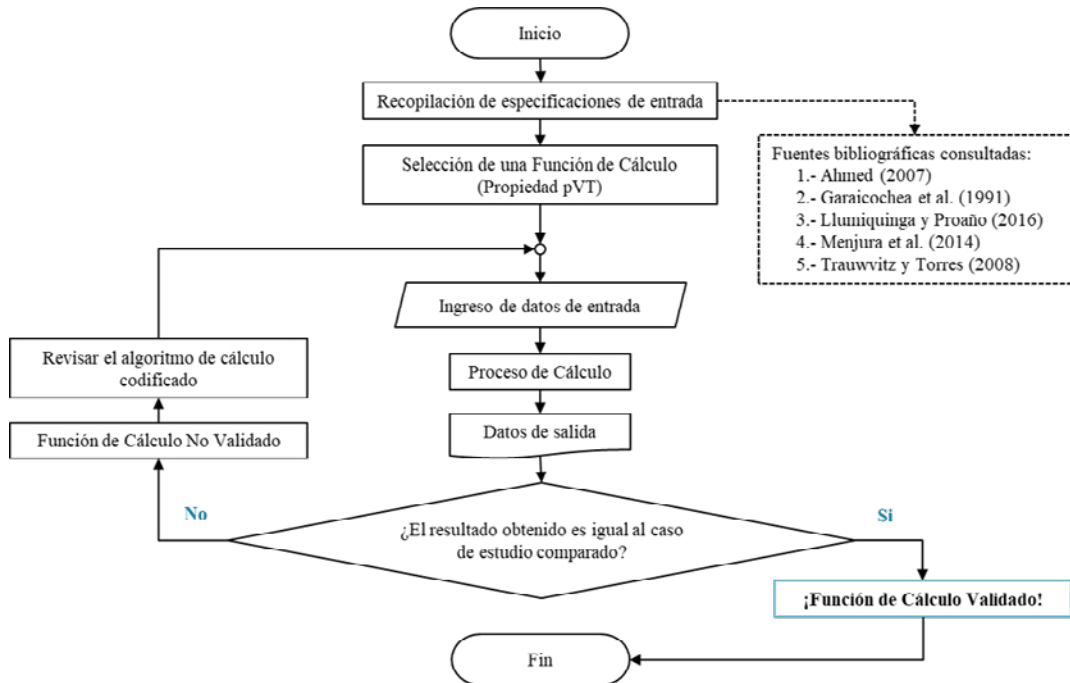 Inicio
Recopilación de especificaciones de entrada
Selección de una Función de Cálculo
(Propiedad pVT)
Fuentes bibliográficas consultadas:
1.- Ahmed (2007)
2.- Garaicochea et al. (1991)
3.- Llumiquinga y Proaño (2016)
4.- Menjura et al. (2014)
5.- Trauwvitz y Torres (2008)
Ingreso de datos de entrada
Revisar el algoritmo de cálculo
codificado
Proceso de Cálculo
Función de Cálculo No Validado
Datos de salida
No
¿El resultado obtenido es igual al caso
de estudio comparado?
Si
¡Función de Cálculo Validado!
Fin